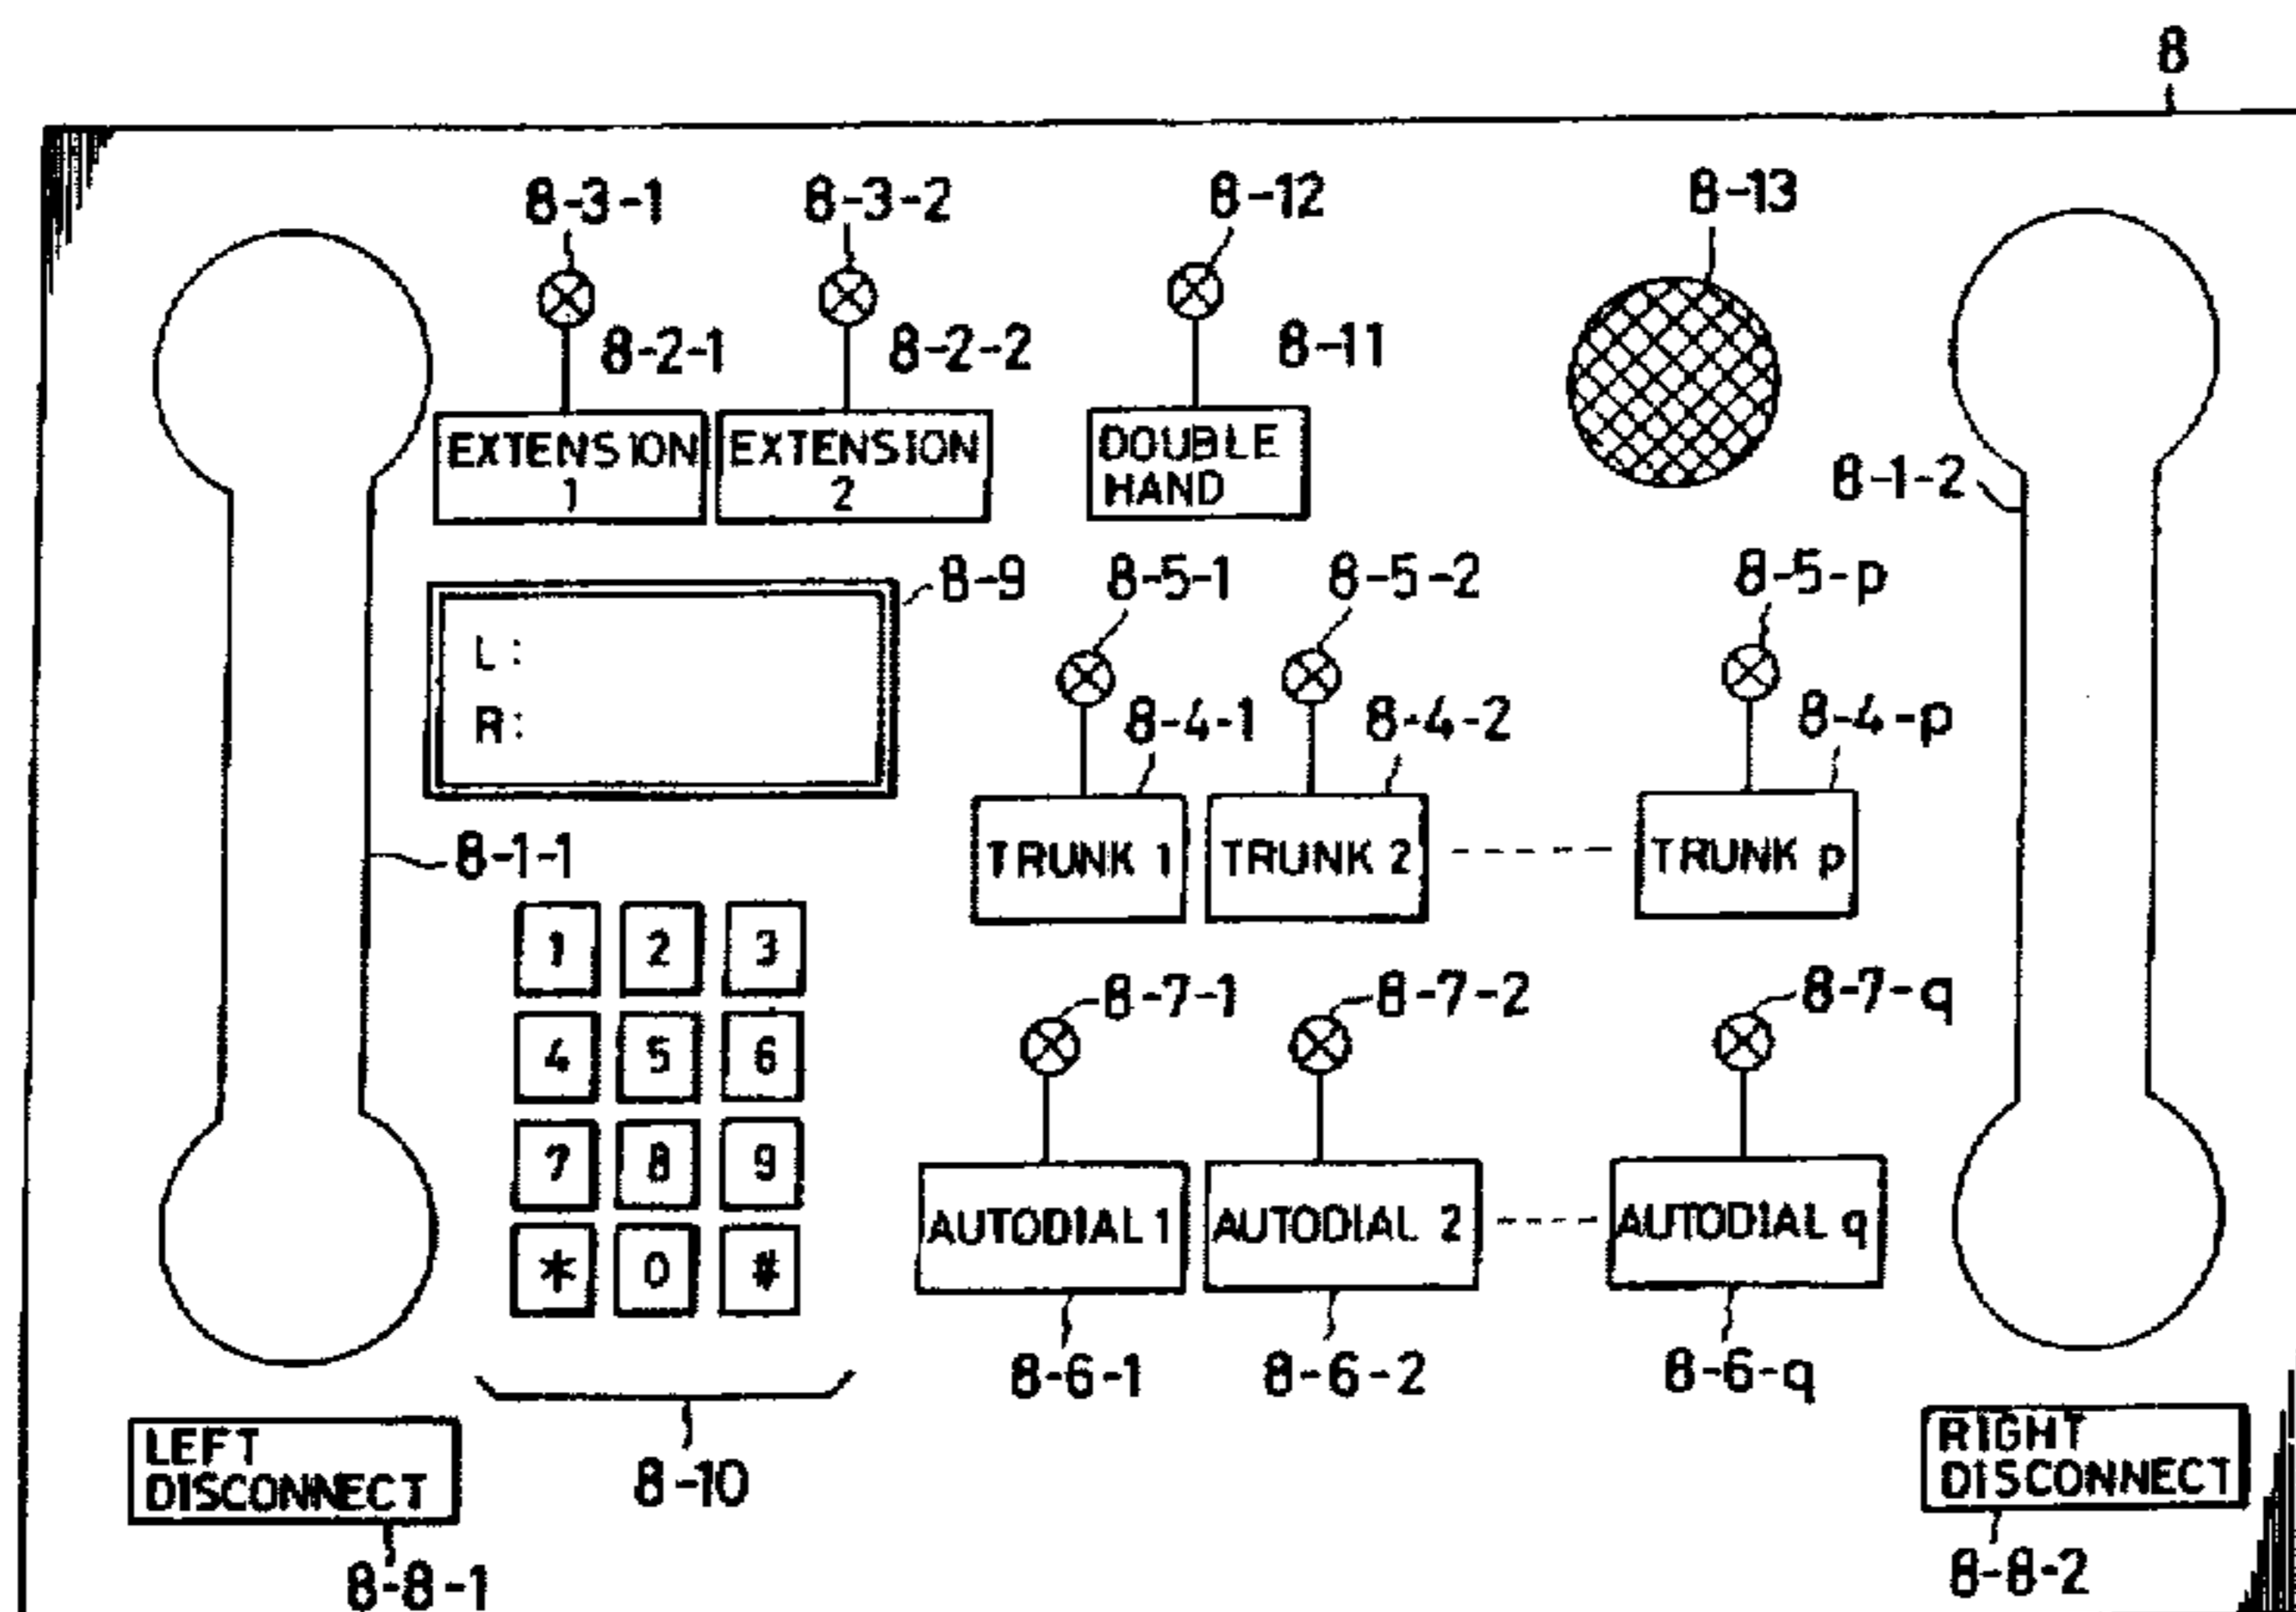 8
8-3-1
8-3-2
8-12
8-13
8-2-1
8-2-2
8-11
EXTENSION
1
EXTENSION
2
DOUBLE
HAND
8-1-2
8-9
8-5-1
8-5-2
8-5-p
L:
R:
8-4-1
8-4-2
8-4-p
8-1-1
TRUNK 1
TRUNK 2
TRUNK p
1 2 3
8-7-1
8-7-2
8-7-q
4 5 6
7 8 9
AUTODIAL 1
AUTODIAL 2
AUTODIAL q
* 0 #
8-6-1
8-6-2
8-6-q
LEFT
DISCONNECT
8-10
RIGHT
DISCONNECT
8-8-1
8-8-2